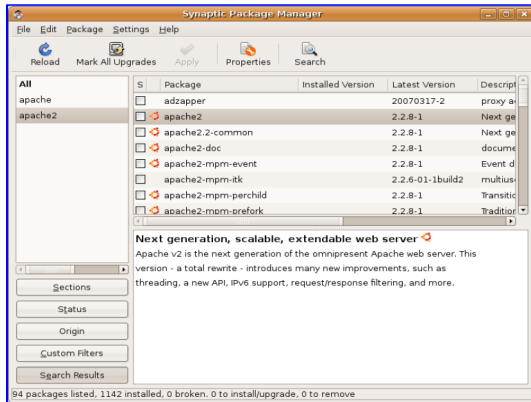 Synaptic Package Manager
File Edit Package Settings Help
Reload Mark All Upgrades Apply Properties Search
All
apache
apache2
S Package Installed Version Latest Version Descript
adzapper 20070317-2 proxy a
apache2 2.2.8-1 Next ge
apache2.2-common 2.2.8-1 Next ge
apache2-doc 2.2.8-1 docume
apache2-mpm-event 2.2.8-1 Event d
apache2-mpm-itk 2.2.6-01-1build2 multius
apache2-mpm-perchild 2.2.8-1 Transitic
apache2-mpm-prefork 2.2.8-1 Traditior
Next generation, scalable, extendable web server
Apache v2 is the next generation of the omnipresent Apache web server. This
version - a total rewrite - introduces many new improvements, such as
threading, a new API, IPv6 support, request/response filtering, and more.
Sections
Status
Origin
Custom Filters
Search Results
94 packages listed, 1142 installed, 0 broken. 0 to install/upgrade, 0 to remove